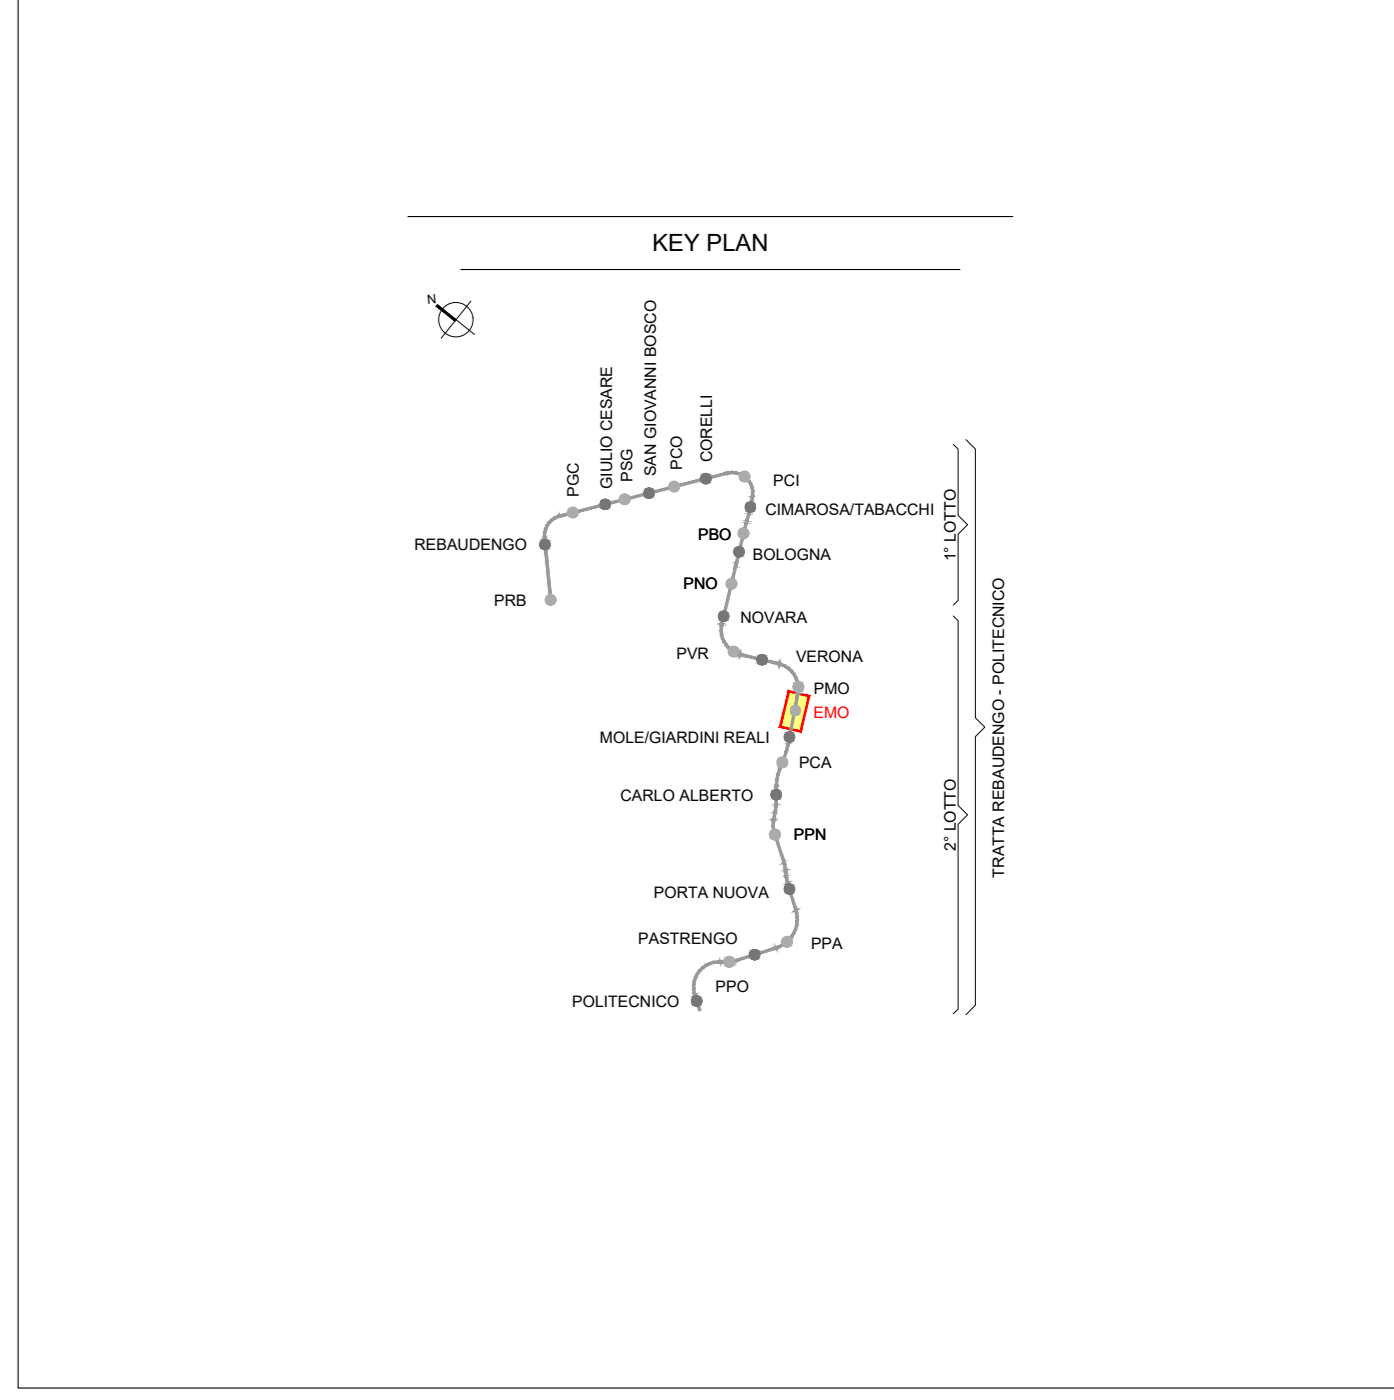 KEY PLAN
N
PGC
GIULIO CESARE
PSG
SAN GIOVANNI BOSCO
PCO
CORELLI
PCI
CIMAROSA/TABACCHI
PBO
REBAUDENGO
BOLOGNA
PNO
PRB
NOVARA
PVR
VERONA
PMO
EMO
MOLE/GIARDINI REALI
PCA
CARLO ALBERTO
PPN
PORTA NUOVA
PASTRENGO
PPA
PPO
POLITECNICO
1° LOTTO
2° LOTTO
TRATTA REBAUDENGO - POLITECNICO